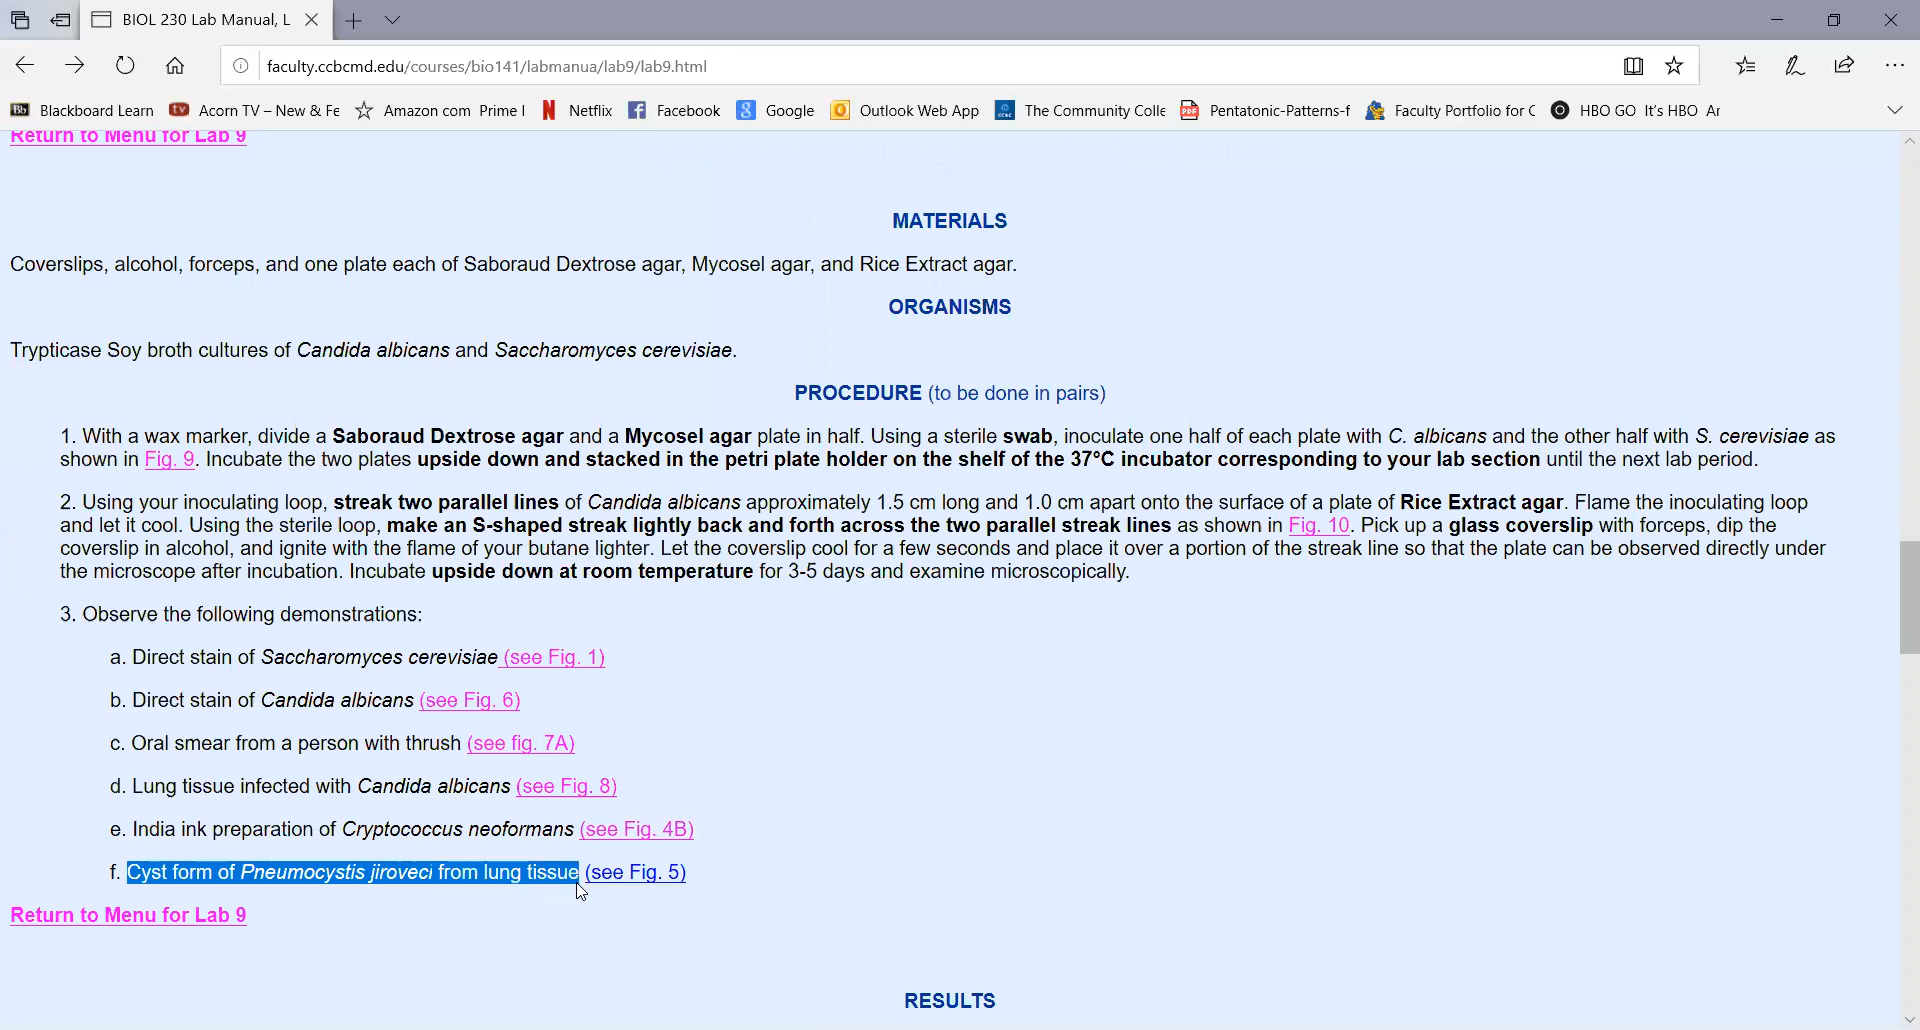 BIOL 230 Lab Manual, L
faculty.ccbcmd.edu/courses/bio141/labmanua/lab9/lab9.html
Bb Blackboard Learn tv Acorn TV – New & Fe Amazon com Prime I N Netflix f Facebook g Google Outlook Web App The Community Colle PDF Pentatonic-Patterns-f Faculty Portfolio for C HBO GO It's HBO Ar
Return to Menu for Lab 9
MATERIALS
Coverslips, alcohol, forceps, and one plate each of Saboraud Dextrose agar, Mycosel agar, and Rice Extract agar.
ORGANISMS
Trypticase Soy broth cultures of Candida albicans and Saccharomyces cerevisiae.
PROCEDURE (to be done in pairs)
1. With a wax marker, divide a Saboraud Dextrose agar and a Mycosel agar plate in half. Using a sterile swab, inoculate one half of each plate with C. albicans and the other half with S. cerevisiae as
shown in Fig. 9. Incubate the two plates upside down and stacked in the petri plate holder on the shelf of the 37°C incubator corresponding to your lab section until the next lab period.
2. Using your inoculating loop, streak two parallel lines of Candida albicans approximately 1.5 cm long and 1.0 cm apart onto the surface of a plate of Rice Extract agar. Flame the inoculating loop
and let it cool. Using the sterile loop, make an S-shaped streak lightly back and forth across the two parallel streak lines as shown in Fig. 10. Pick up a glass coverslip with forceps, dip the
coverslip in alcohol, and ignite with the flame of your butane lighter. Let the coverslip cool for a few seconds and place it over a portion of the streak line so that the plate can be observed directly under
the microscope after incubation. Incubate upside down at room temperature for 3-5 days and examine microscopically.
3. Observe the following demonstrations:
a. Direct stain of Saccharomyces cerevisiae (see Fig. 1)
b. Direct stain of Candida albicans (see Fig. 6)
c. Oral smear from a person with thrush (see fig. 7A)
d. Lung tissue infected with Candida albicans (see Fig. 8)
e. India ink preparation of Cryptococcus neoformans (see Fig. 4B)
f. Cyst form of Pneumocystis jiroveci from lung tissue (see Fig. 5)
Return to Menu for Lab 9
RESULTS